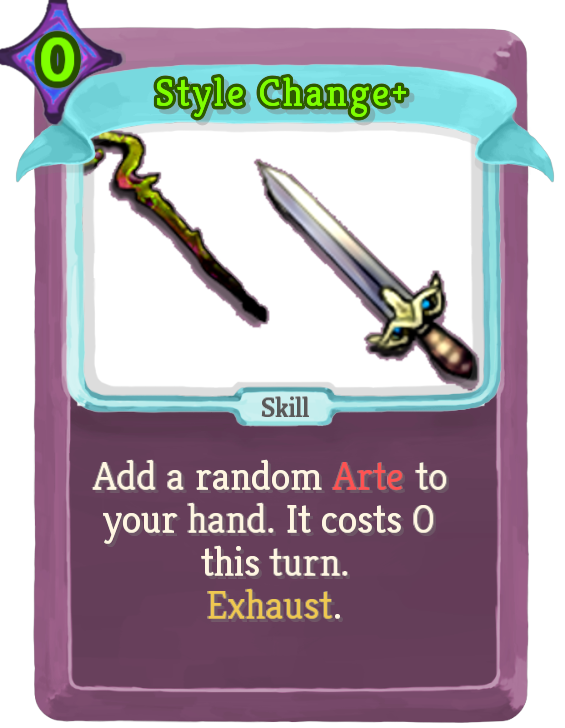 0
Style Change+
Skill
Add a random Arte to
your hand. It costs 0
this turn.
Exhaust.